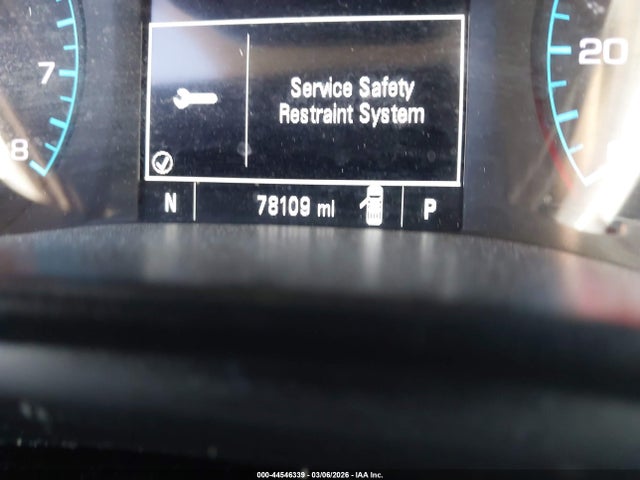 7
8
20
Service Safety
Restraint System
N 78109 mi P
000-44546339 - 03/06/2026 - IAA Inc.